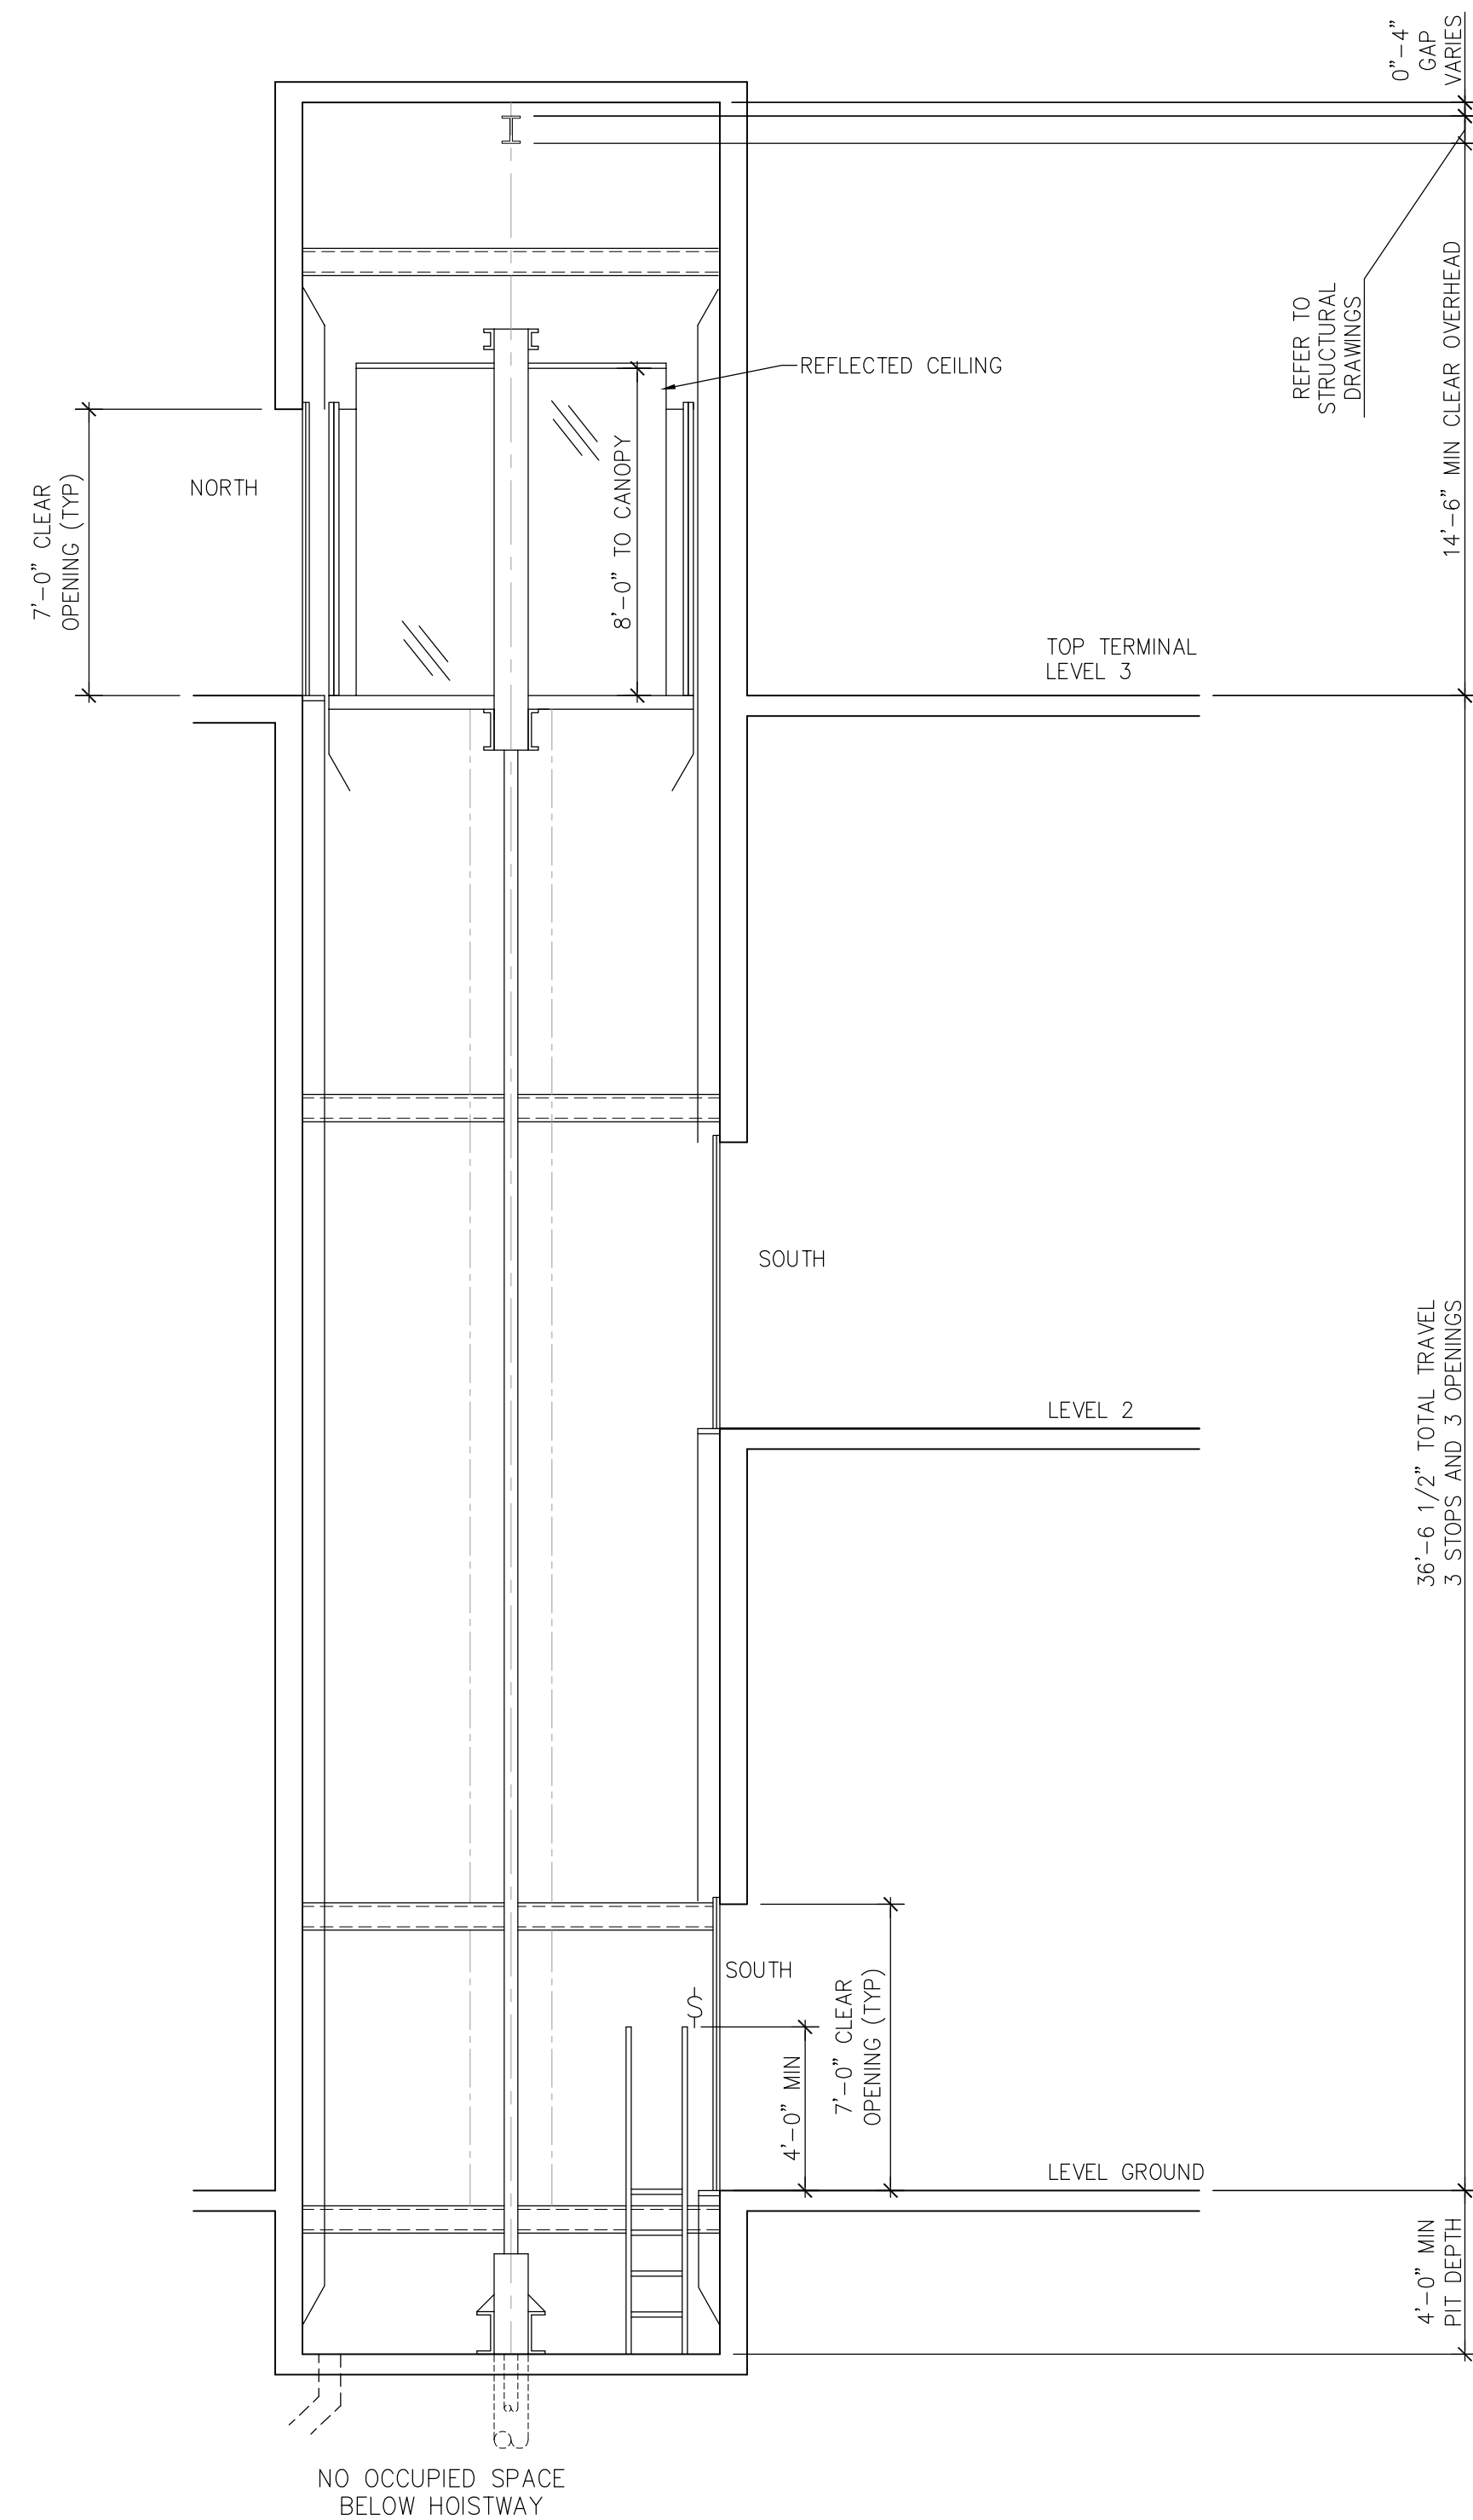 0"-4"
GAP
VARIES
REFER TO
STRUCTURAL
DRAWINGS
14'-6" MIN CLEAR OVERHEAD
REFLECTED CEILING
7'-0" CLEAR
OPENING (TYP)
NORTH
8'-0" TO CANOPY
TOP TERMINAL
LEVEL 3
SOUTH
LEVEL 2
36'-6 1/2" TOTAL TRAVEL
3 STOPS AND 3 OPENINGS
SOUTH
S
4'-0" MIN
7'-0" CLEAR
OPENING (TYP)
LEVEL GROUND
4'-0" MIN
PIT DEPTH
NO OCCUPIED SPACE
BELOW HOISTWAY